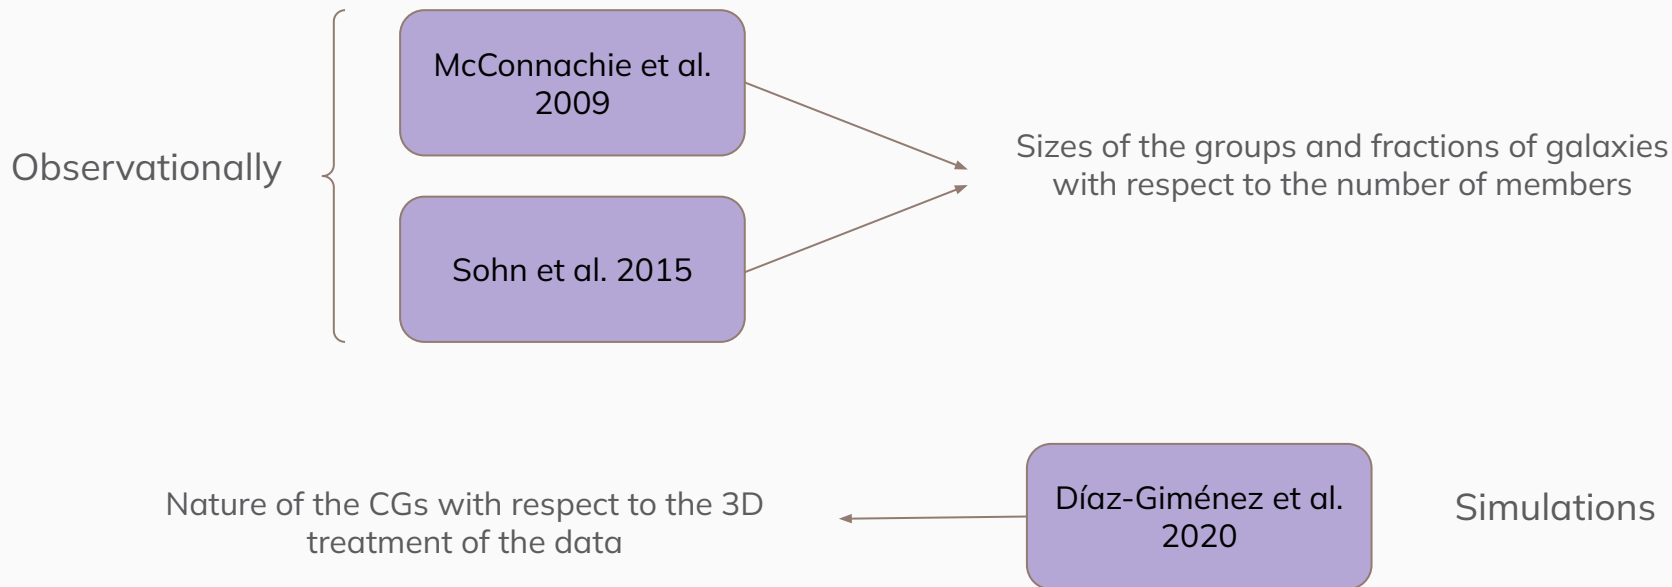 McConnachie et al.
2009
Observationally
Sizes of the groups and fractions of galaxies
with respect to the number of members
Sohn et al. 2015
Nature of the CGs with respect to the 3D
treatment of the data
Díaz-Giménez et al.
2020
Simulations